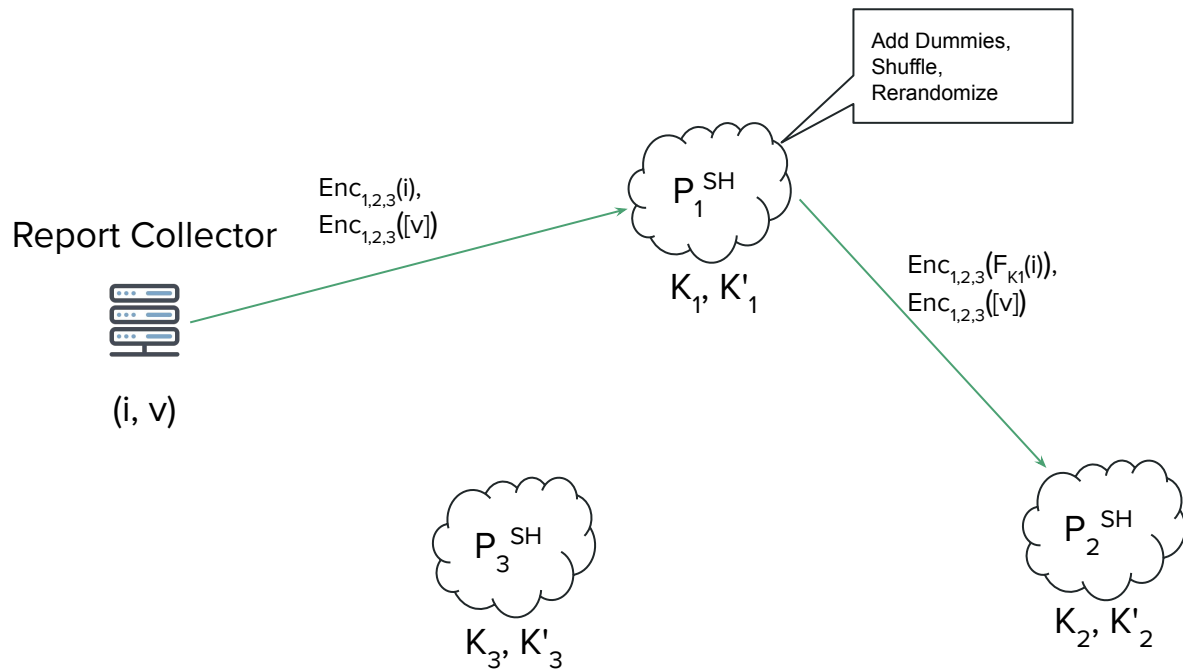 Add Dummies,
Shuffle,
Rerandomize
Enc₁,₂,₃(i),
Enc₁,₂,₃([v])
P₁ˢᴴ
Report Collector
K₁, K'₁
Enc₁,₂,₃(F_K1(i)),
Enc₁,₂,₃([v])
(i, v)
P₃ˢᴴ
K₃, K'₃
P₂ˢᴴ
K₂, K'₂